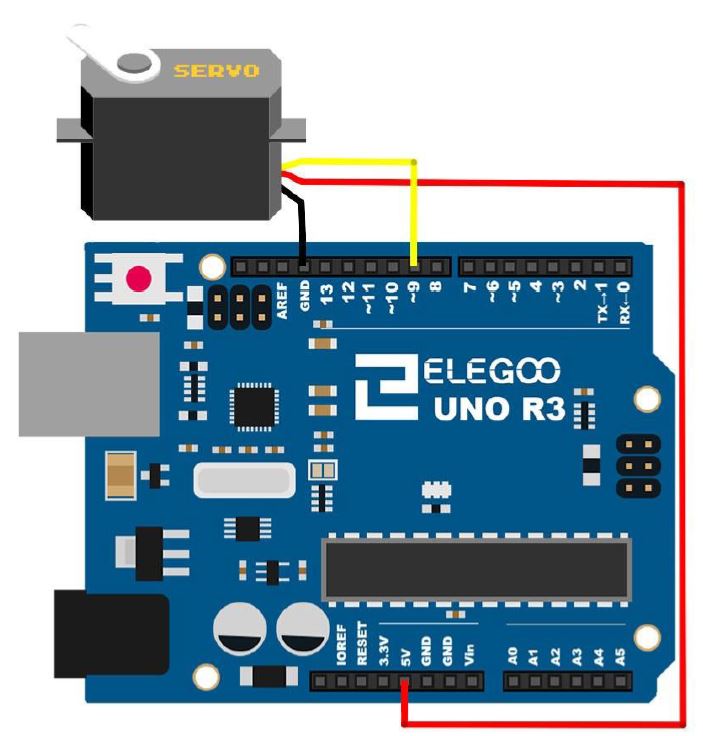 SERVO
AREF
GND
13
12
~11
~10
~9
8
7
~6
~5
4
~3
2
TX→1
RX←0
ELEGOO
UNO R3
IOREF
RESET
3.3V
5V
GND
GND
Vin
A0
A1
A2
A3
A4
A5